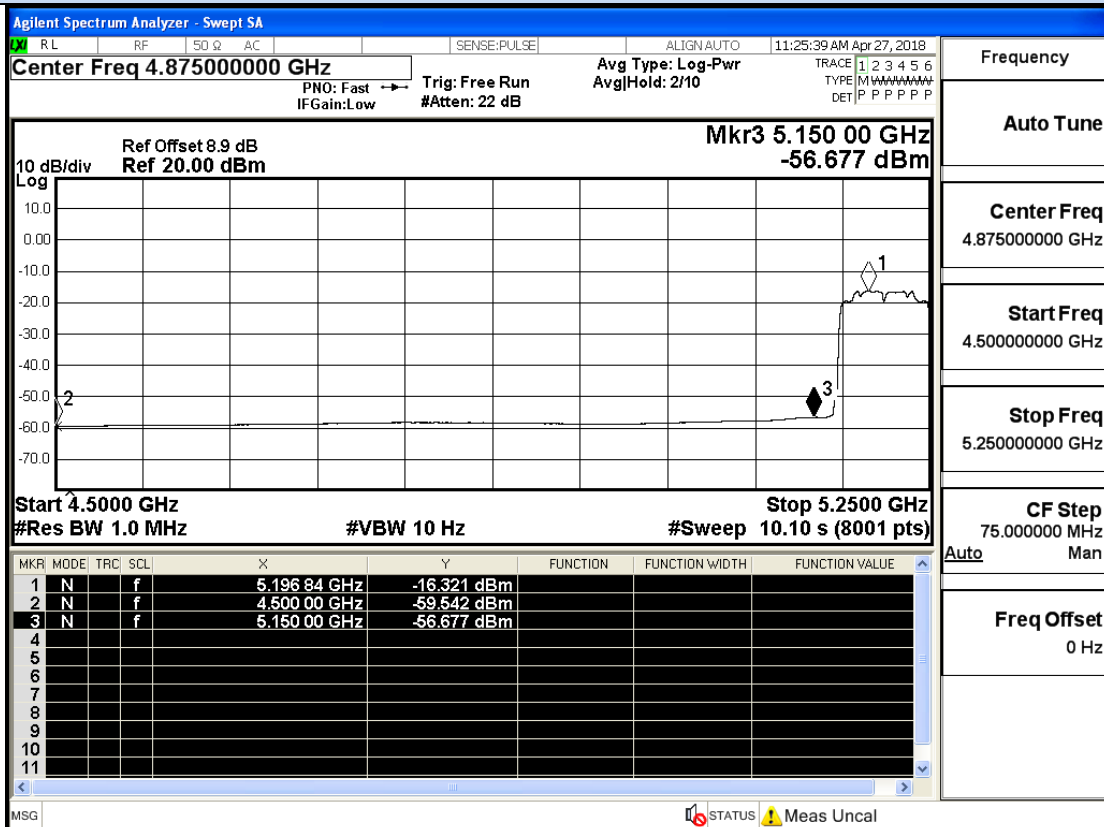 Agilent Spectrum Analyzer - Swept SA
LXI RL RF 50 Ω AC SENSE:PULSE ALIGN AUTO 11:25:39 AM Apr 27, 2018
Center Freq 4.875000000 GHz
PNO: Fast
IFGain:Low
Trig: Free Run
#Atten: 22 dB
Avg Type: Log-Pwr
Avg|Hold: 2/10
TRACE 1 2 3 4 5 6
TYPE M
DET P P P P P P
Mkr3 5.150 00 GHz
-56.677 dBm
Ref Offset 8.9 dB
10 dB/div Ref 20.00 dBm
Log
10.0
0.00
-10.0
-20.0
-30.0
-40.0
-50.0
-60.0
-70.0
1
2
3
Start 4.5000 GHz Stop 5.2500 GHz
#Res BW 1.0 MHz #VBW 10 Hz #Sweep 10.10 s (8001 pts)
MKR MODE TRC SCL X Y FUNCTION FUNCTION WIDTH FUNCTION VALUE
1 N f 5.196 84 GHz -16.321 dBm
2 N f 4.500 00 GHz -59.542 dBm
3 N f 5.150 00 GHz -56.677 dBm
4
5
6
7
8
9
10
11
MSG STATUS Meas Uncal
Frequency
Auto Tune
Center Freq
4.875000000 GHz
Start Freq
4.500000000 GHz
Stop Freq
5.250000000 GHz
CF Step
75.000000 MHz
Auto Man
Freq Offset
0 Hz